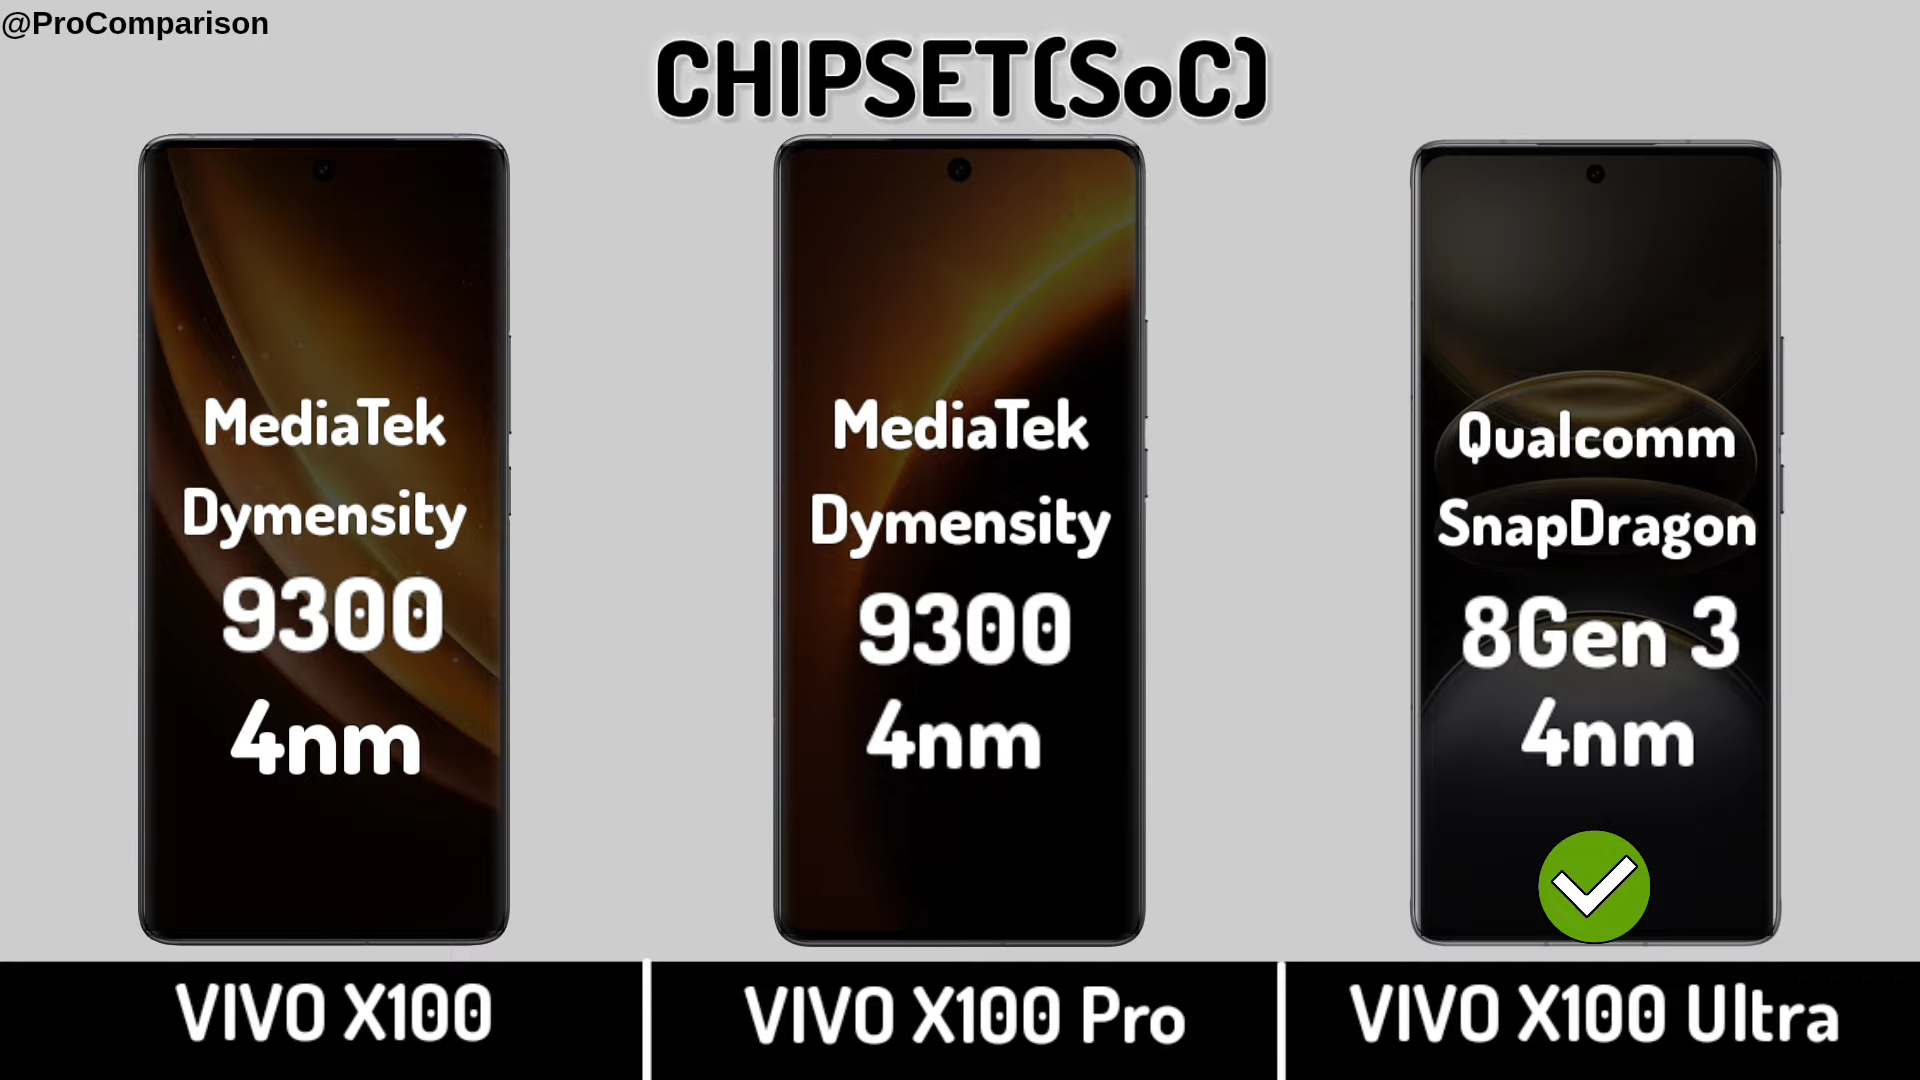 @ProComparison
CHIPSET(SoC)
MediaTek
Dymensity
9300
4nm
MediaTek
Dymensity
9300
4nm
Qualcomm
SnapDragon
8Gen 3
4nm
VIVO X100
VIVO X100 Pro
VIVO X100 Ultra